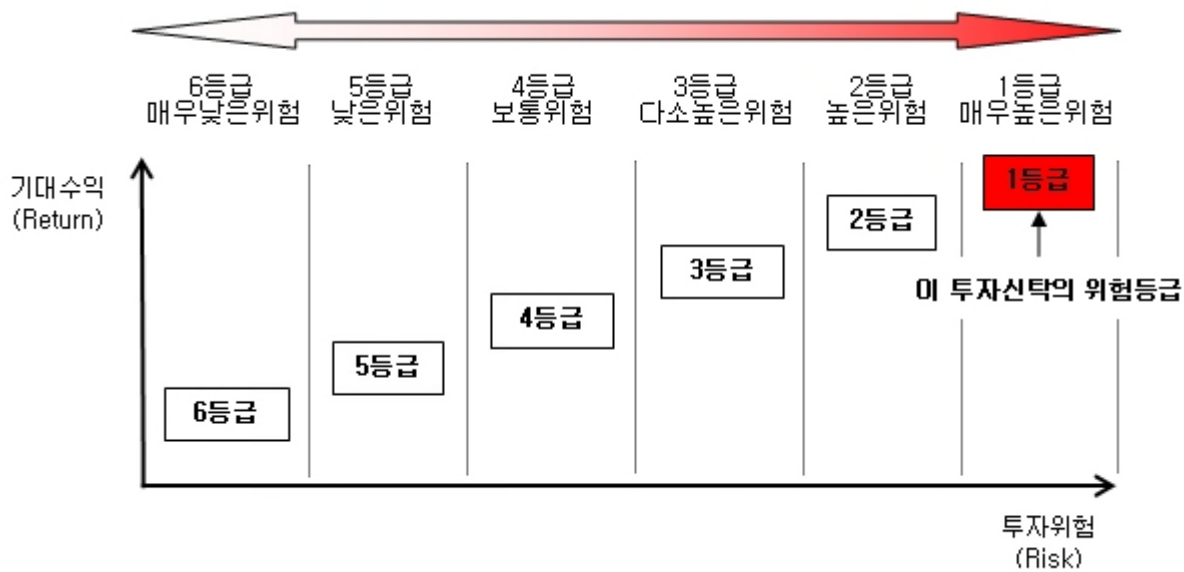 6등급 5등급 4등급 3등급 2등급 1등급
매우낮은위험 낮은위험 보통위험 다소높은위험 높은위험 매우높은위험
기대수익
(Return)
1등급
2등급
3등급
이 투자신탁의 위험등급
4등급
5등급
6등급
투자위험
(Risk)